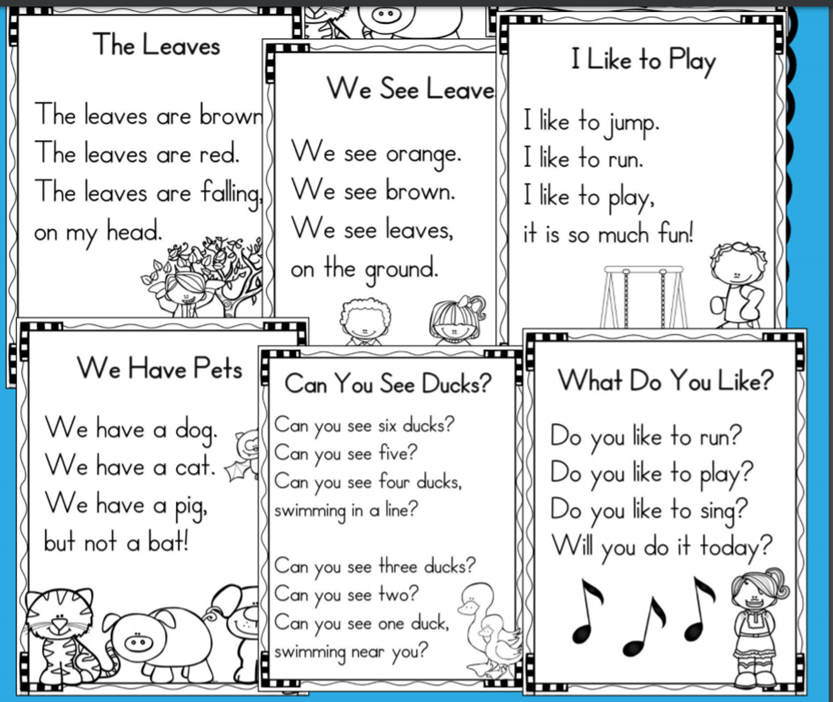 The Leaves
The leaves are brown
The leaves are red.
The leaves are falling,
on my head.
We See Leave
We see orange.
We see brown.
We see leaves,
on the ground.
I Like to Play
I like to jump.
I like to run.
I like to play,
it is so much fun!
We Have Pets
We have a dog.
We have a cat.
We have a pig,
but not a bat!
Can You See Ducks?
Can you see six ducks?
Can you see five?
Can you see four ducks,
swimming in a line?
Can you see three ducks?
Can you see two?
Can you see one duck,
swimming near you?
What Do You Like?
Do you like to run?
Do you like to play?
Do you like to sing?
Will you do it today?